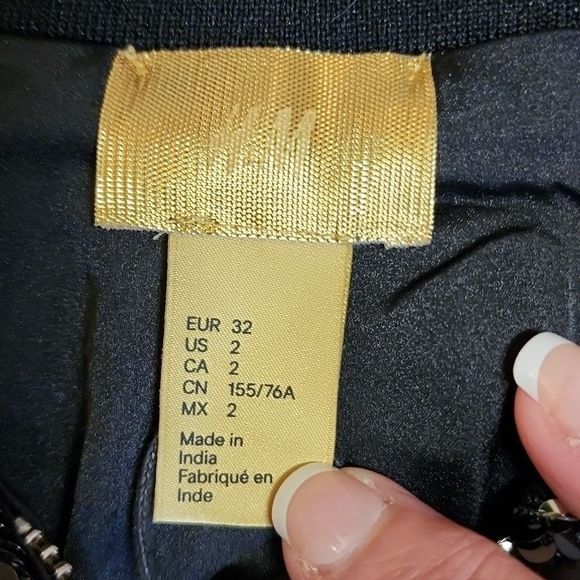 H&M
EUR 32
US 2
CA 2
CN 155/76A
MX 2
Made in
India
Fabriqué en
Inde